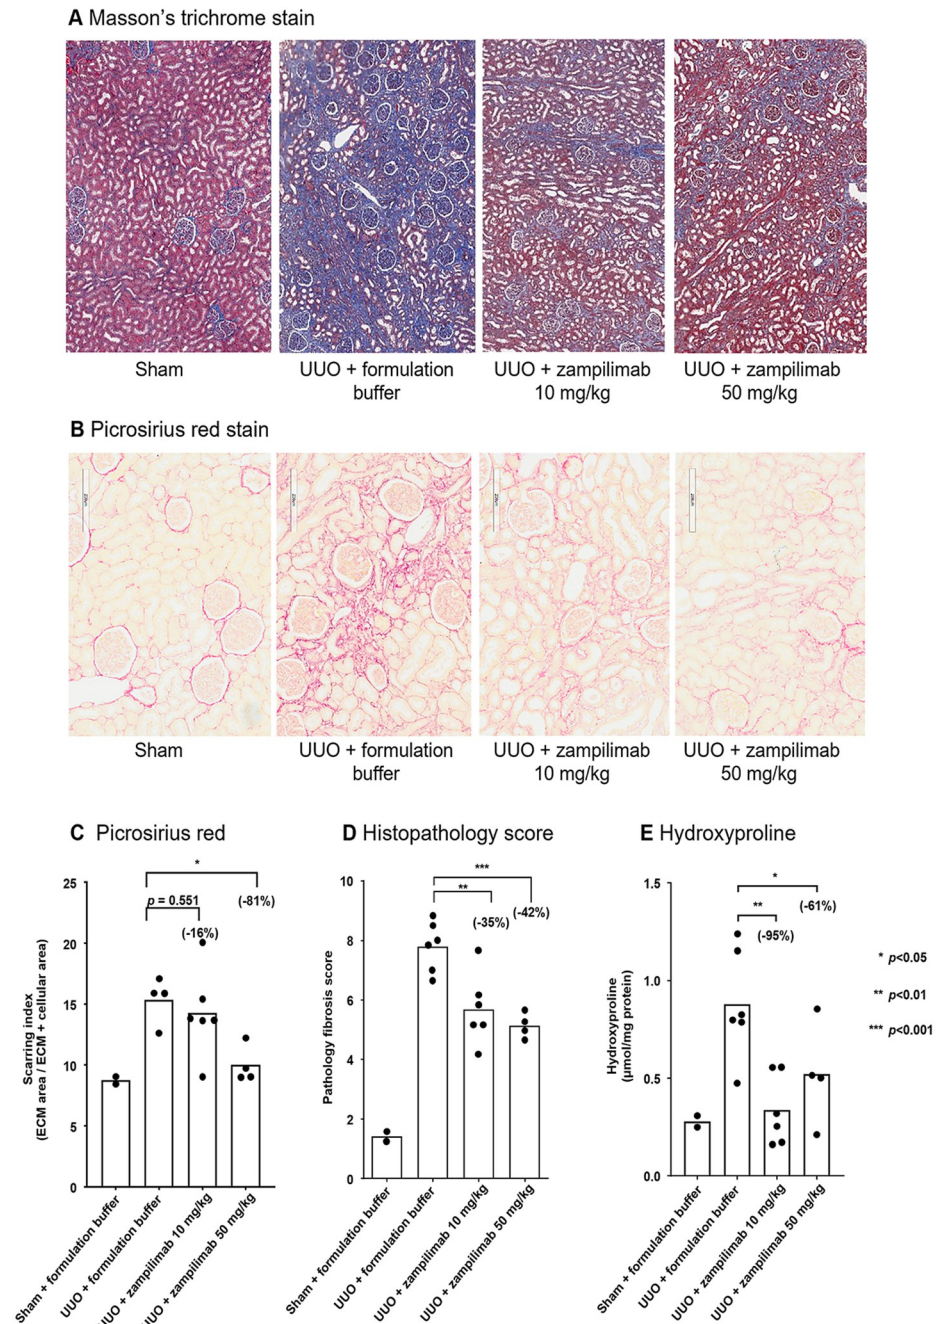 A Masson's trichrome stain
Sham
UUO + formulation
buffer
UUO + zampilimab
10 mg/kg
UUO + zampilimab
50 mg/kg
B Picrosirius red stain
Sham
UUO + formulation
buffer
UUO + zampilimab
10 mg/kg
UUO + zampilimab
50 mg/kg
C Picrosirius red
Scarring index
(ECM area / ECM + cellular area)
25
20
15
10
5
0
*
p = 0.551
(-81%)
(-16%)
Sham + formulation buffer
UUO + formulation buffer
UUO + zampilimab 10 mg/kg
UUO + zampilimab 50 mg/kg
D Histopathology score
Pathology fibrosis score
10
8
6
4
2
0
***
**
(-35%)
(-42%)
Sham + formulation buffer
UUO + formulation buffer
UUO + zampilimab 10 mg/kg
UUO + zampilimab 50 mg/kg
E Hydroxyproline
Hydroxyproline
(µmol/mg protein)
1.5
1.0
0.5
0.0
*
**
(-61%)
(-95%)
Sham + formulation buffer
UUO + formulation buffer
UUO + zampilimab 10 mg/kg
UUO + zampilimab 50 mg/kg
* p<0.05
** p<0.01
*** p<0.001